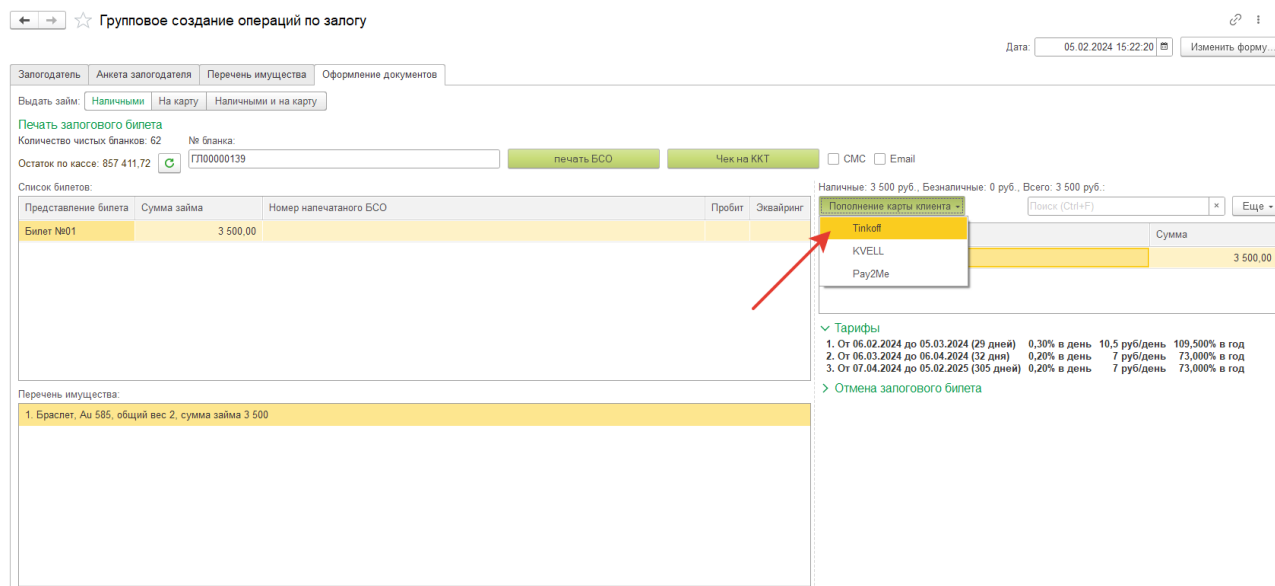 Групповое создание операций по залогу
Дата: 05.02.2024 15:22:20 Изменить форму...
Залогодатель Анкета залогодателя Перечень имущества Оформление документов
Выдать займ: Наличными На карту Наличными и на карту
Печать залогового билета
Количество чистых бланков: 62 № бланка:
Остаток по кассе: 857 411,72 ГЛ00000139 печать БСО Чек на ККТ СМС Email
Список билетов: Наличные: 3 500 руб., Безналичные: 0 руб., Всего: 3 500 руб.:
Представление билета Сумма займа Номер напечатаного БСО Пробит Эквайринг Пополнение карты клиента Поиск (Ctrl+F) × Еще
Билет №01 3 500,00 Tinkoff Сумма
KVELL 3 500,00
Pay2Me
Тарифы
1. От 06.02.2024 до 05.03.2024 (29 дней) 0,30% в день 10,5 руб/день 109,500% в год
2. От 06.03.2024 до 06.04.2024 (32 дня) 0,20% в день 7 руб/день 73,000% в год
3. От 07.04.2024 до 05.02.2025 (305 дней) 0,20% в день 7 руб/день 73,000% в год
Отмена залогового билета
Перечень имущества:
1. Браслет, Au 585, общий вес 2, сумма займа 3 500